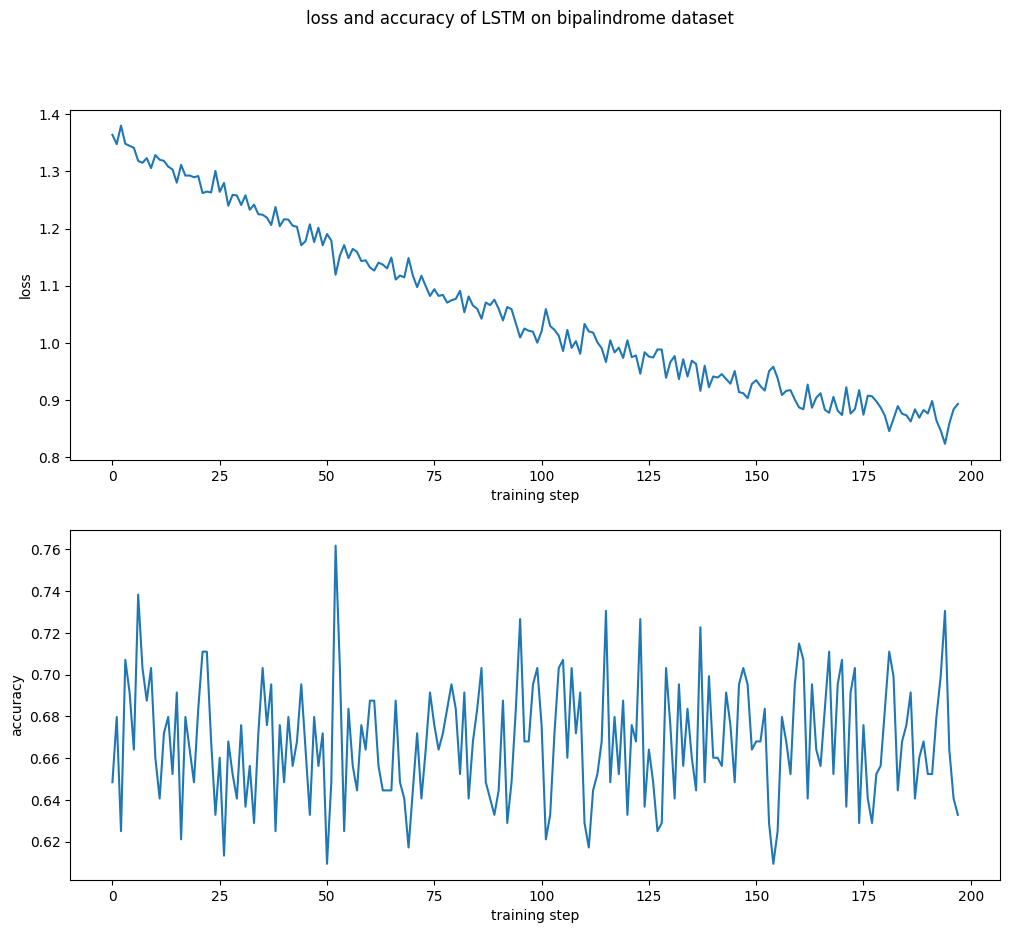 loss and accuracy of LSTM on bipalindrome dataset
1.4
1.3
1.2
1.1
1.0
0.9
0.8
loss
0 25 50 75 100 125 150 175 200
training step
0.76
0.74
0.72
0.70
0.68
0.66
0.64
0.62
accuracy
0 25 50 75 100 125 150 175 200
training step